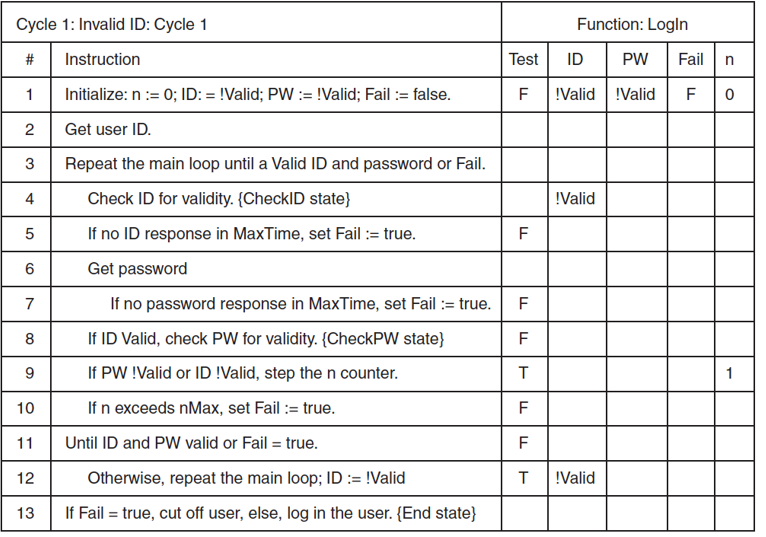 Cycle 1: Invalid ID: Cycle 1 Function: LogIn
# Instruction Test ID PW Fail n
1 Initialize: n := 0; ID: = !Valid; PW := !Valid; Fail := false. F !Valid !Valid F 0
2 Get user ID.
3 Repeat the main loop until a Valid ID and password or Fail.
4 Check ID for validity. {CheckID state} !Valid
5 If no ID response in MaxTime, set Fail := true. F
6 Get password
7 If no password response in MaxTime, set Fail := true. F
8 If ID Valid, check PW for validity. {CheckPW state} F
9 If PW !Valid or ID !Valid, step the n counter. T 1
10 If n exceeds nMax, set Fail := true. F
11 Until ID and PW valid or Fail = true. F
12 Otherwise, repeat the main loop; ID := !Valid T !Valid
13 If Fail = true, cut off user, else, log in the user. {End state}